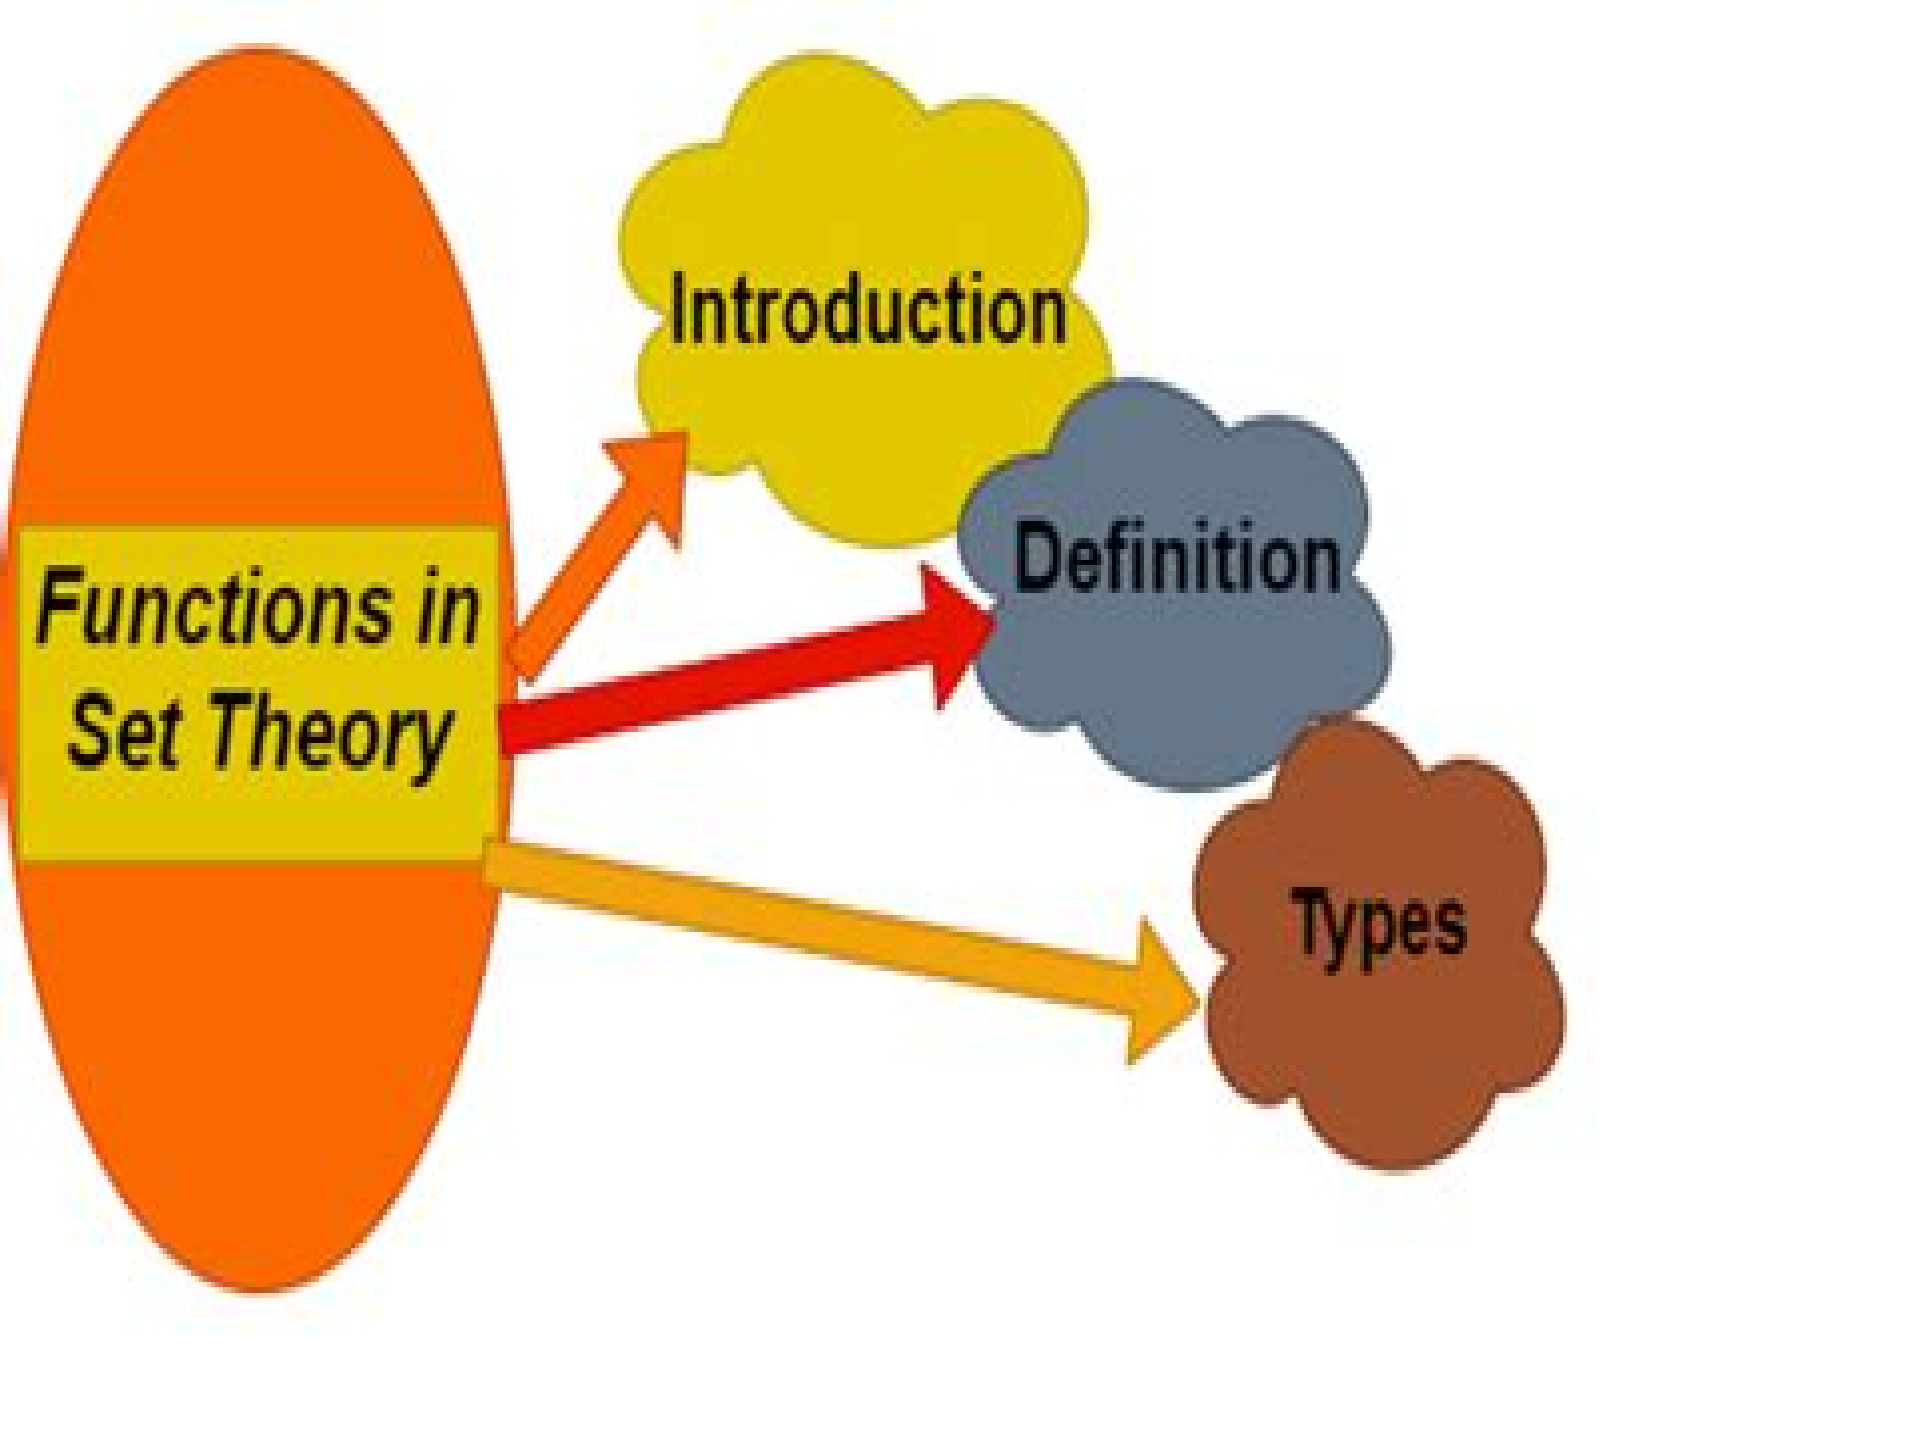 Functions in
Set Theory
Introduction
Definition
Types